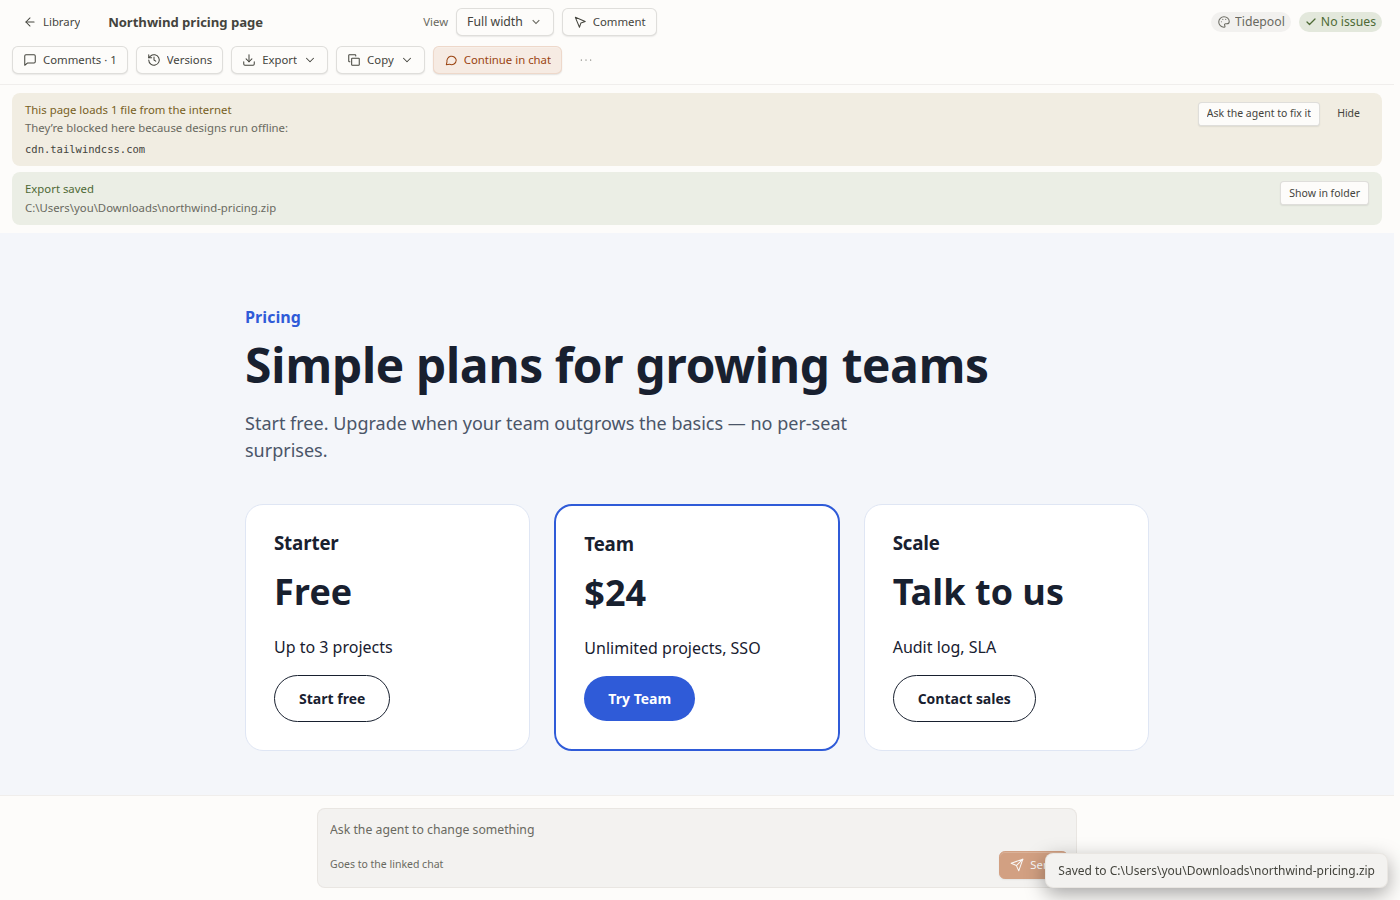 Library
Northwind pricing page
View
Full width
Comment
Tidepool
No issues
Comments · 1
Versions
Export
Copy
Continue in chat
···
This page loads 1 file from the internet
They're blocked here because designs run offline:
cdn.tailwindcss.com
Ask the agent to fix it
Hide
Export saved
C:\Users\you\Downloads\northwind-pricing.zip
Show in folder
Pricing
Simple plans for growing teams
Start free. Upgrade when your team outgrows the basics — no per-seat
surprises.
Starter
Free
Up to 3 projects
Start free
Team
$24
Unlimited projects, SSO
Try Team
Scale
Talk to us
Audit log, SLA
Contact sales
Ask the agent to change something
Goes to the linked chat
Saved to C:\Users\you\Downloads\northwind-pricing.zip